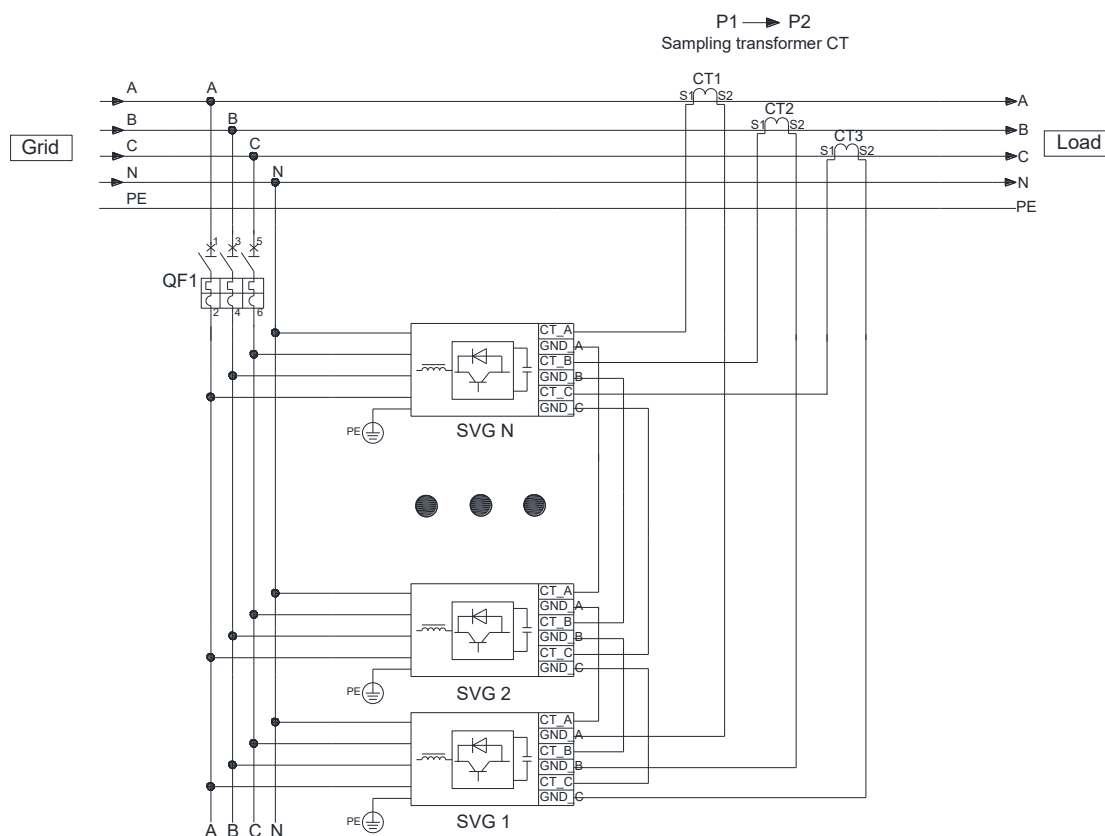 P1 P2
Sampling transformer CT
CT1
A A S1 S2 A
CT2
B B S1 S2 B
Grid C C CT3 Load
S1 S2 C
N N N
PE PE
1 3 5
QF1
2 4 6
CT_A
GND_A
CT_B
GND_B
CT_C
GND_C
PE
SVG N
CT_A
GND_A
CT_B
GND_B
CT_C
GND_C
PE
SVG 2
CT_A
GND_A
CT_B
GND_B
CT_C
GND_C
PE
SVG 1
A B C N